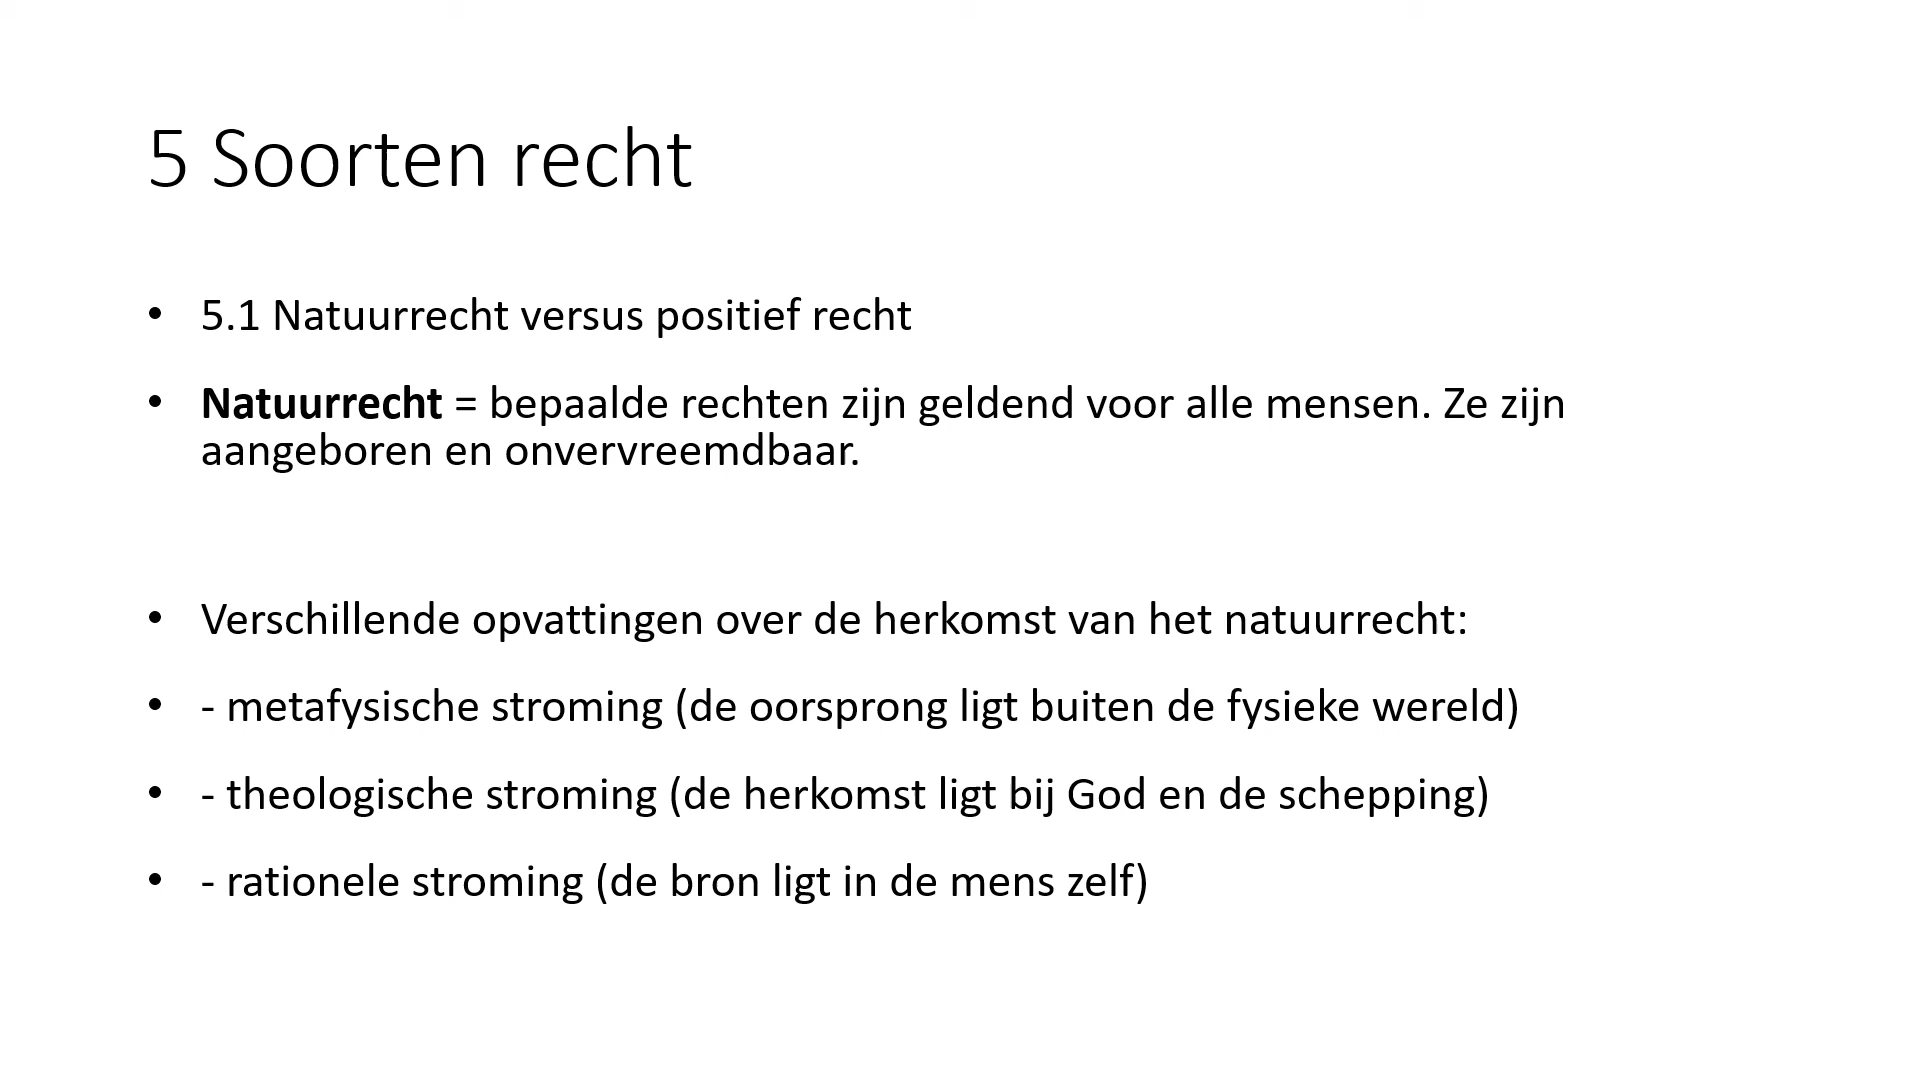 5 Soorten recht
• 5.1 Natuurrecht versus positief recht
• Natuurrecht = bepaalde rechten zijn geldend voor alle mensen. Ze zijn
aangeboren en onvervreemdbaar.
• Verschillende opvattingen over de herkomst van het natuurrecht:
• - metafysische stroming (de oorsprong ligt buiten de fysieke wereld)
• - theologische stroming (de herkomst ligt bij God en de schepping)
• - rationele stroming (de bron ligt in de mens zelf)